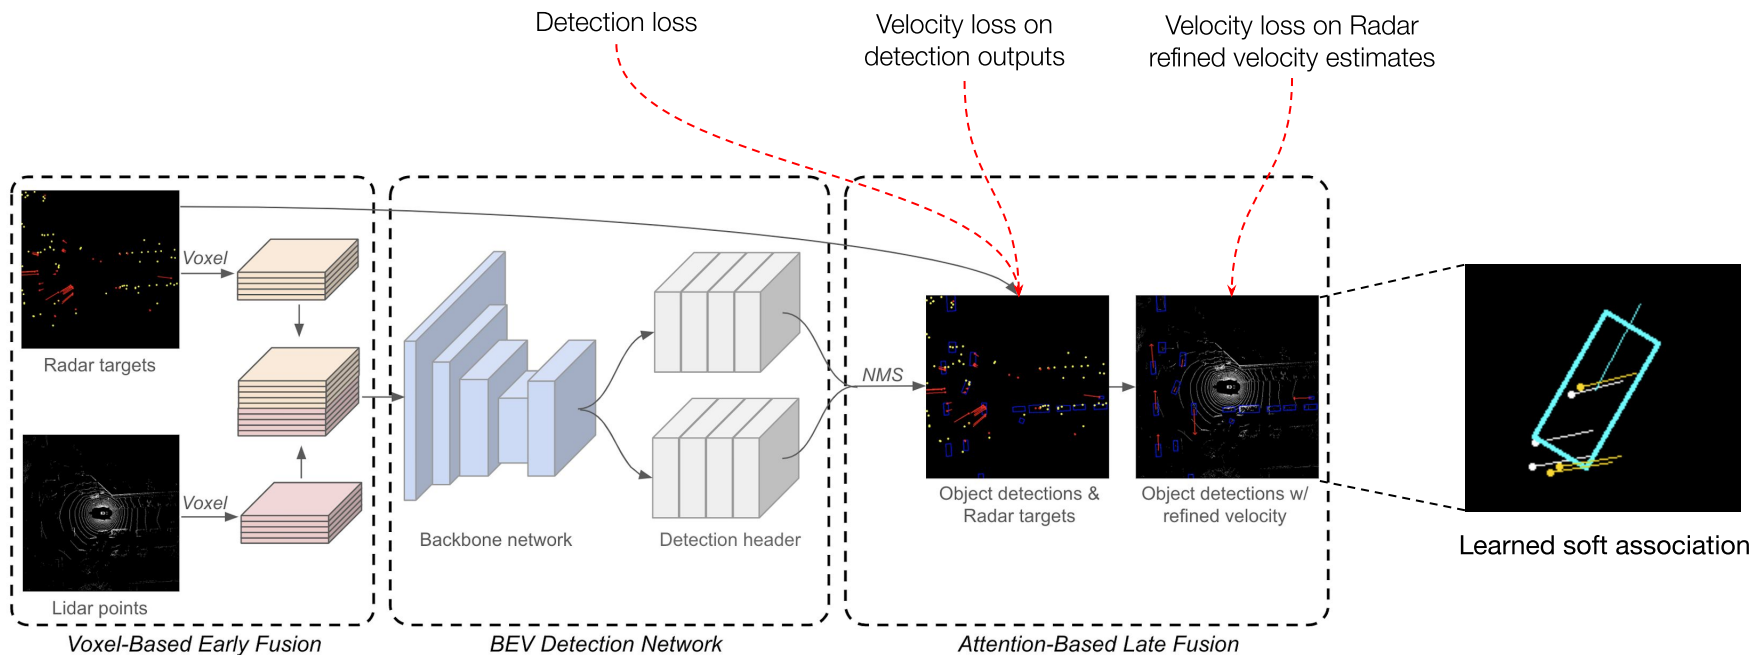 Detection loss
Velocity loss on
detection outputs
Velocity loss on Radar
refined velocity estimates
Voxel
Radar targets
Voxel
Lidar points
Voxel-Based Early Fusion
Backbone network
Detection header
BEV Detection Network
NMS
Object detections &
Radar targets
Object detections w/
refined velocity
Attention-Based Late Fusion
Learned soft association